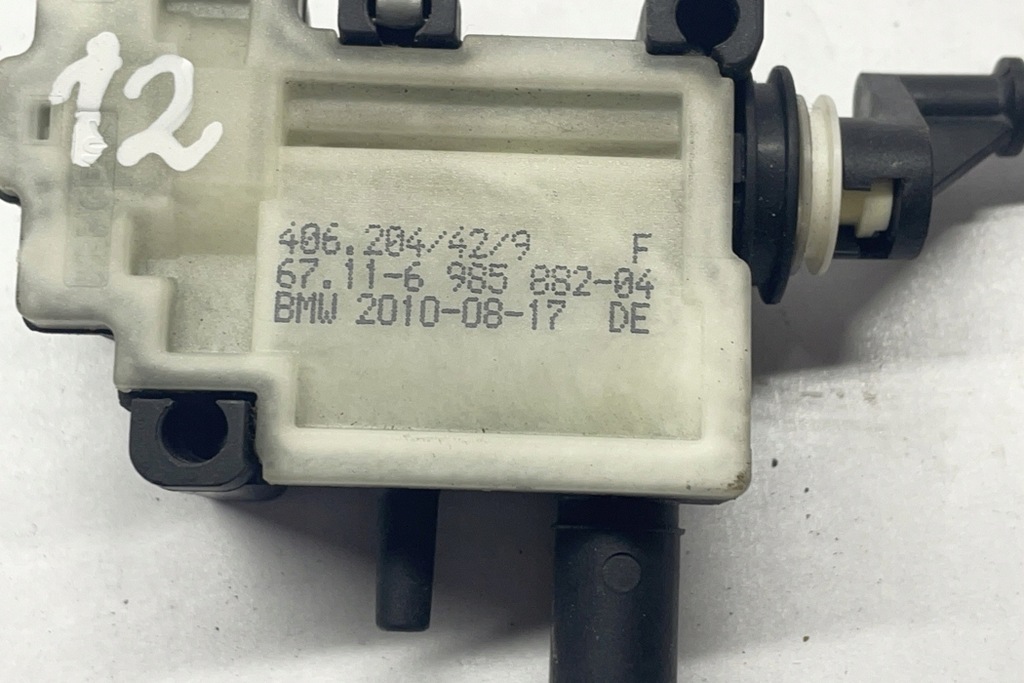 12
406.204/42/9 F
67.11-6 985 882-04
BMW 2010-08-17 DE